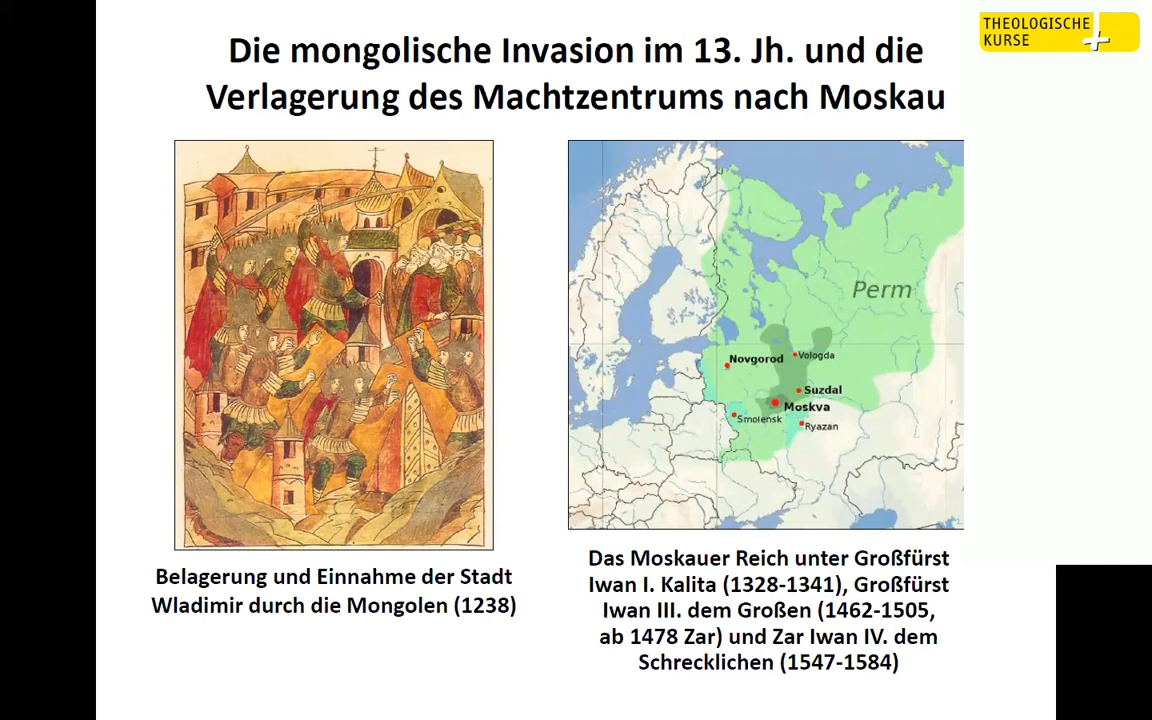 THEOLOGISCHE
KURSE
Die mongolische Invasion im 13. Jh. und die
Verlagerung des Machtzentrums nach Moskau
Perm
Novgorod
Vologda
Suzdal
Moskva
Smolensk
Ryazan
Belagerung und Einnahme der Stadt
Wladimir durch die Mongolen (1238)
Das Moskauer Reich unter Großfürst
Iwan I. Kalita (1328-1341), Großfürst
Iwan III. dem Großen (1462-1505,
ab 1478 Zar) und Zar Iwan IV. dem
Schrecklichen (1547-1584)